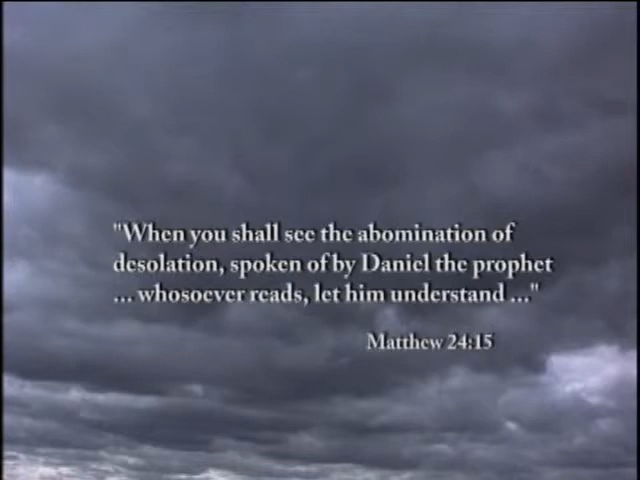 "When you shall see the abomination of
desolation, spoken of by Daniel the prophet
... whosoever reads, let him understand ..."
Matthew 24:15